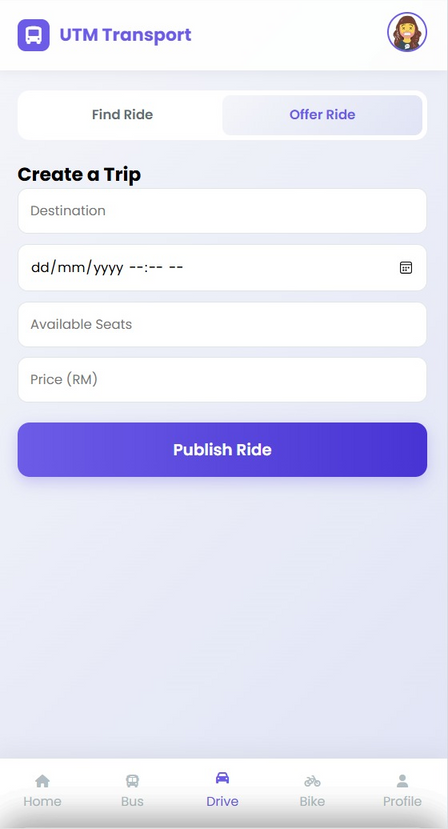 UTM Transport
Find Ride
Offer Ride
Create a Trip
Destination
dd/mm/yyyy --:-- --
Available Seats
Price (RM)
Publish Ride
Home
Bus
Drive
Bike
Profile